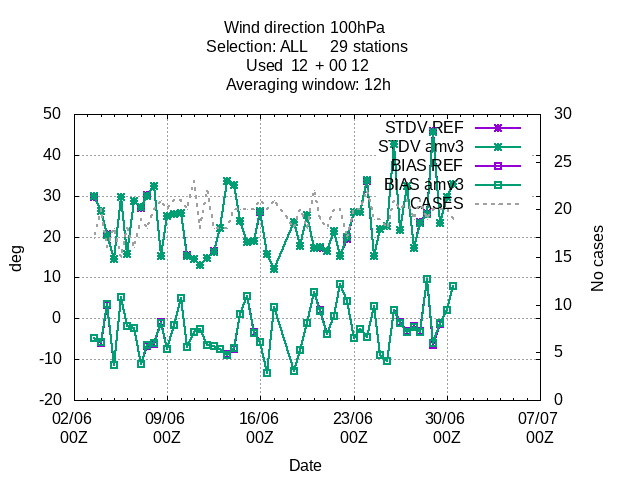 Wind direction 100hPa
Selection: ALL 29 stations
Used 12 + 00 12
Averaging window: 12h
deg
50
40
30
20
10
0
-10
-20
STDV REF
STDV amv3
BIAS REF
BIAS amv3
CASES
30
25
20
15
10
5
0
No cases
02/06 09/06 16/06 23/06 30/06 07/07
00Z 00Z 00Z 00Z 00Z 00Z
Date